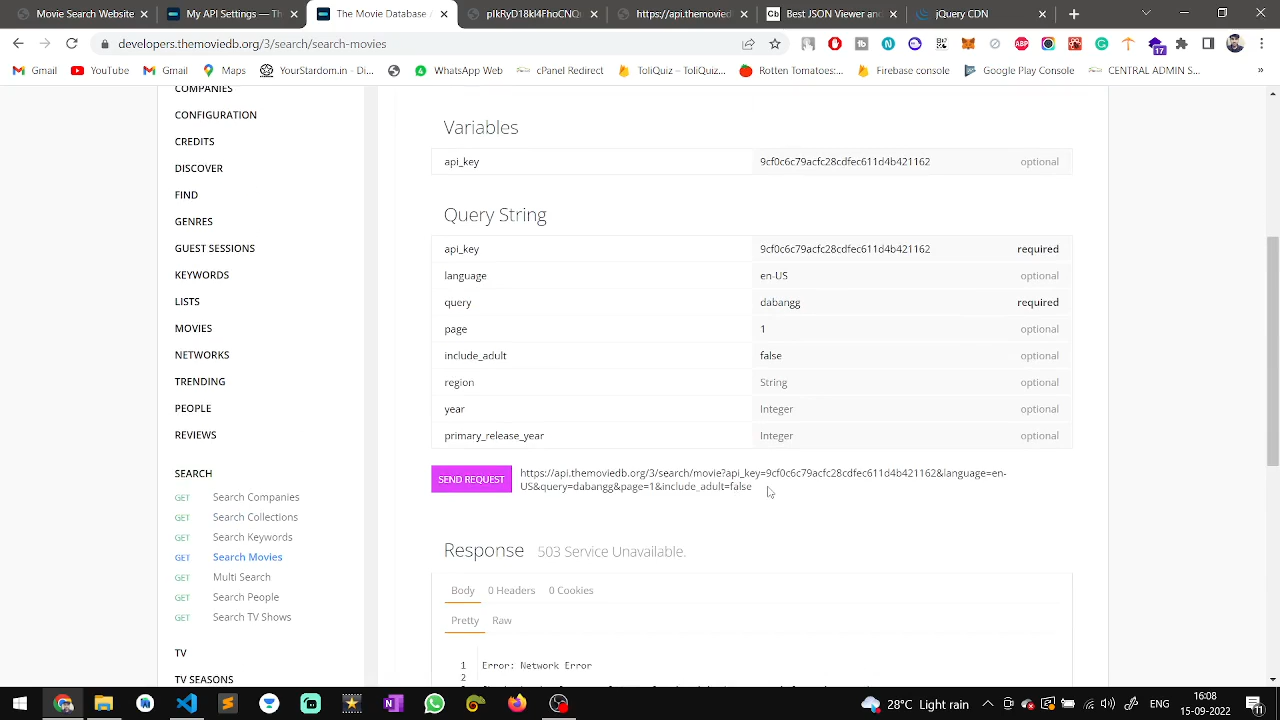 Movie Search Web
My
The Movie Database
plRyD18kl4FhoCNO
https://api.themovied
Best JSON Viewer and
jQuery CDN
developers.themoviedb.org/3/search/search-movies
17
Gmail
YouTube
Gmail
Maps
YourStardom.in - Di...
WhatsApp Web
cPanel Redirect
ToliQuiz... – ToliQuiz...
Rotten Tomatoes:...
Firebase console
Google Play Console
CENTRAL ADMIN S...
»
COMPANIES
CONFIGURATION
CREDITS
DISCOVER
FIND
GENRES
GUEST SESSIONS
KEYWORDS
LISTS
MOVIES
NETWORKS
TRENDING
PEOPLE
REVIEWS
SEARCH
GET Search Companies
GET Search Collections
GET Search Keywords
GET Search Movies
GET Multi Search
GET Search People
GET Search TV Shows
TV
TV SEASONS
Variables
api_key 9cf0c6c79acfc28cdfec611d4b421162 optional
Query String
api_key 9cf0c6c79acfc28cdfec611d4b421162 required
language en-US optional
query dabangg required
page 1 optional
include_adult false optional
region String optional
year Integer optional
primary_release_year Integer optional
SEND REQUEST
https://api.themoviedb.org/3/search/movie?api_key=9cf0c6c79acfc28cdfec611d4b421162&language=en-
US&query=dabangg&page=1&include_adult=false
Response 503 Service Unavailable.
Body 0 Headers 0 Cookies
Pretty Raw
1 Error: Network Error
2
28°C Light rain
ENG
16:08
15-09-2022